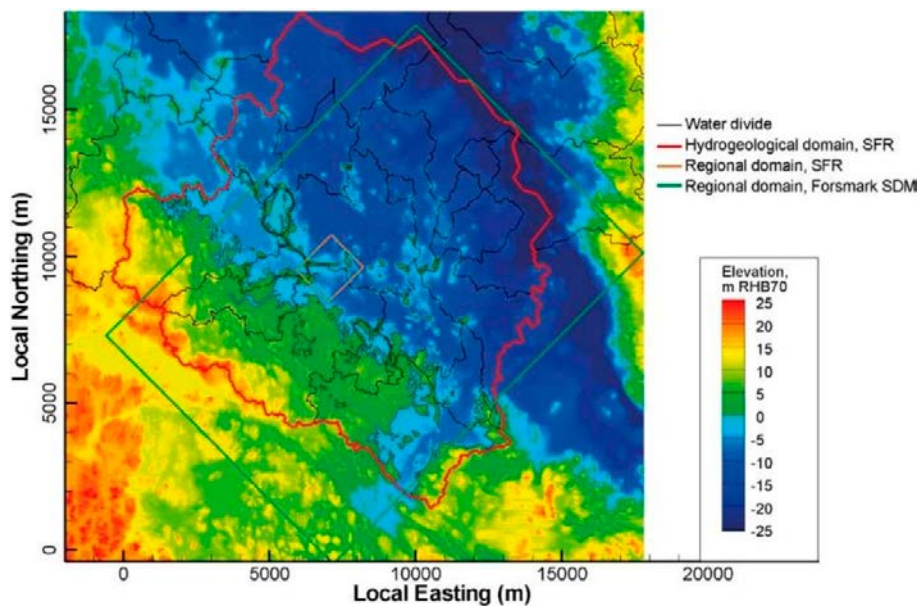 15000
10000
5000
0
Local Northing (m)
0 5000 10000 15000 20000
Local Easting (m)
Water divide
Hydrogeological domain, SFR
Regional domain, SFR
Regional domain, Forsmark SDM
Elevation,
m RHB70
25
20
15
10
5
0
-5
-10
-15
-20
-25